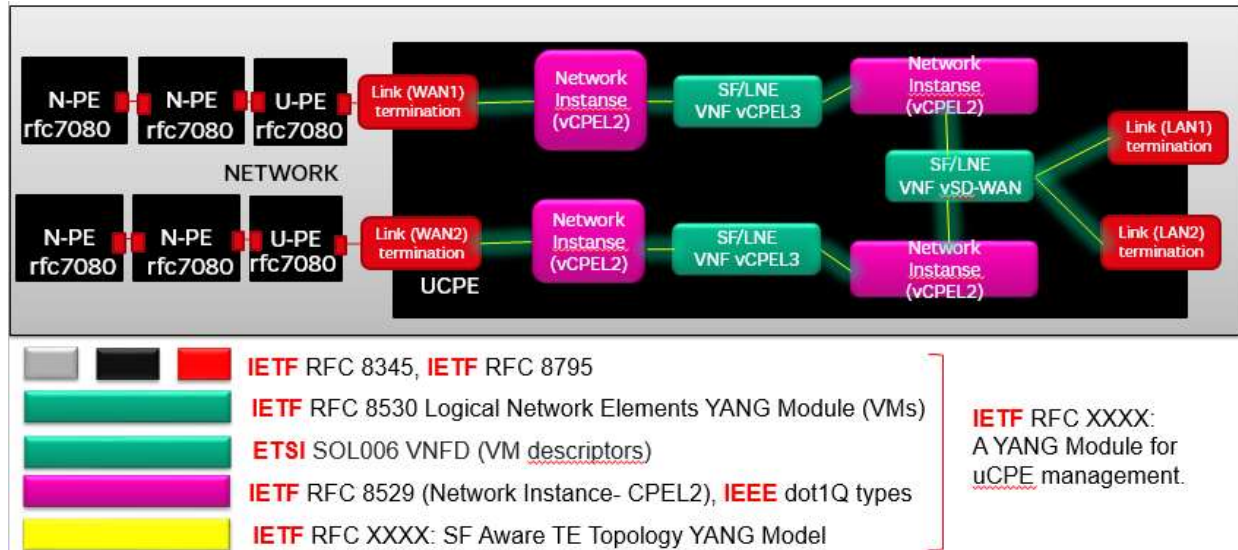 N-PE
rfc7080
N-PE
rfc7080
U-PE
rfc7080
Link (WAN1)
termination
Network
Instanse
(vCPEL2)
SF/LNE
VNF vCPEL3
Network
Instanse
(vCPEL2)
Link (LAN1)
termination
NETWORK
SF/LNE
VNF vSD-WAN
N-PE
rfc7080
N-PE
rfc7080
U-PE
rfc7080
Link (WAN2)
termination
Network
Instanse
(vCPEL2)
SF/LNE
VNF vCPEL3
Network
Instanse
(vCPEL2)
Link (LAN2)
termination
UCPE
IETF RFC 8345, IETF RFC 8795
IETF RFC 8530 Logical Network Elements YANG Module (VMs)
ETSI SOL006 VNFD (VM descriptors)
IETF RFC 8529 (Network Instance- CPEL2), IEEE dot1Q types
IETF RFC XXXX: SF Aware TE Topology YANG Model
IETF RFC XXXX:
A YANG Module for
uCPE management.